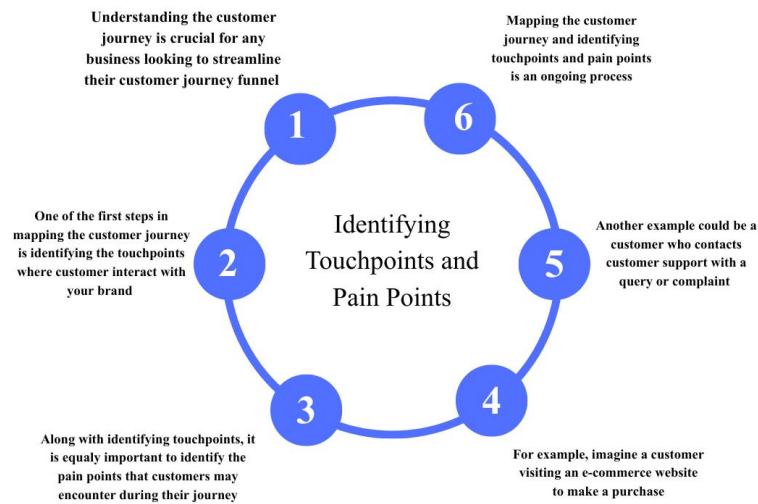 Understanding the customer
journey is crucial for any
business looking to streamline
their customer journey funnel
1
One of the first steps in
mapping the customer journey
is identifying the touchpoints
where customer interact with
your brand
2
Along with identifying touchpoints, it
is equaly important to identify the
pain points that customers may
encounter during their journey
3
Identifying
Touchpoints and
Pain Points
4
For example, imagine a customer
visiting an e-commerce website
to make a purchase
5
Another example could be a
customer who contacts
customer support with a
query or complaint
6
Mapping the customer
journey and identifying
touchpoints and pain points
is an ongoing process